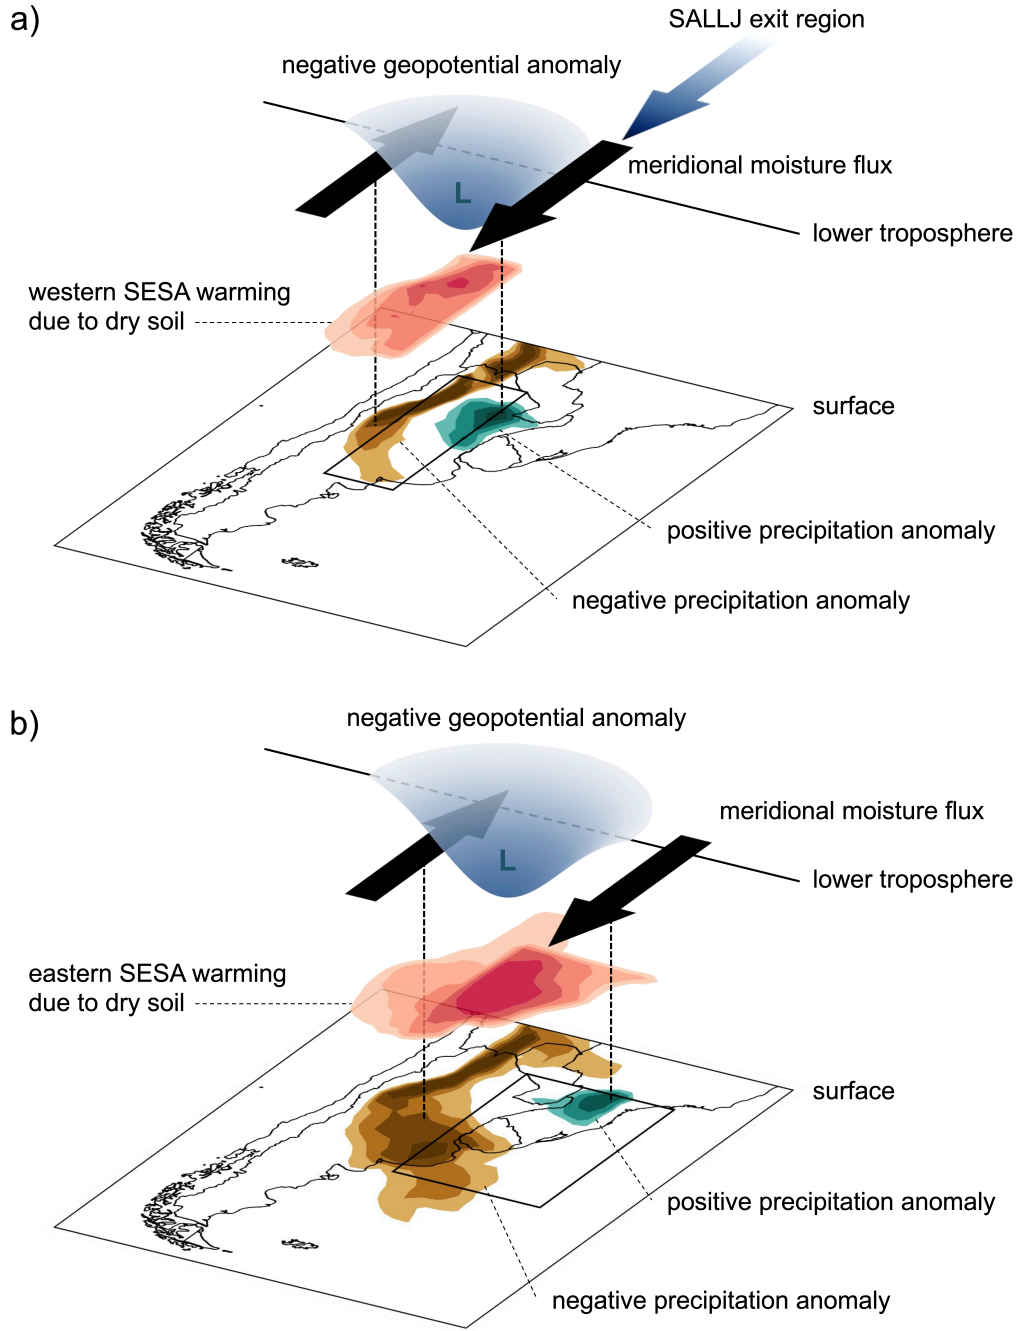 a)
SALLJ exit region
negative geopotential anomaly
meridional moisture flux
L
lower troposphere
western SESA warming
due to dry soil
surface
positive precipitation anomaly
negative precipitation anomaly
b)
negative geopotential anomaly
meridional moisture flux
L
lower troposphere
eastern SESA warming
due to dry soil
surface
positive precipitation anomaly
negative precipitation anomaly